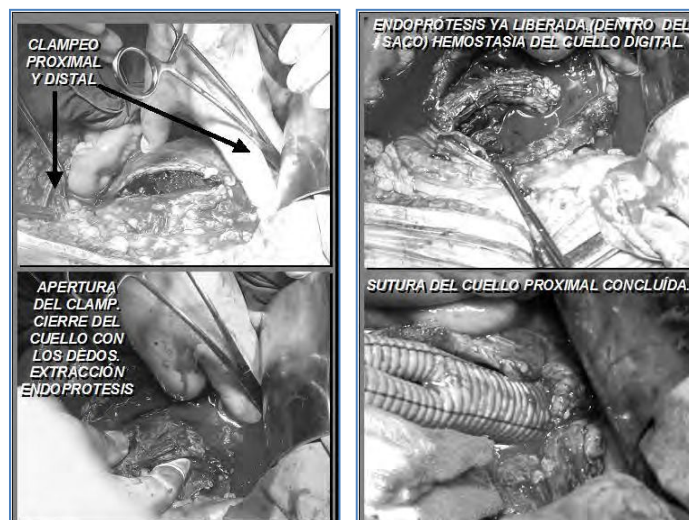 CLAMPEO
PROXIMAL
Y DISTAL
APERTURA
DEL CLAMP.
CIERRE DEL
CUELLO CON
LOS DEDOS.
EXTRACCIÓN
ENDOPROTESIS
ENDOPRÓTESIS YA LIBERADA (DENTRO DEL
SACO) HEMOSTASIA DEL CUELLO DIGITAL
SUTURA DEL CUELLO PROXIMAL CONCLUÍDA.